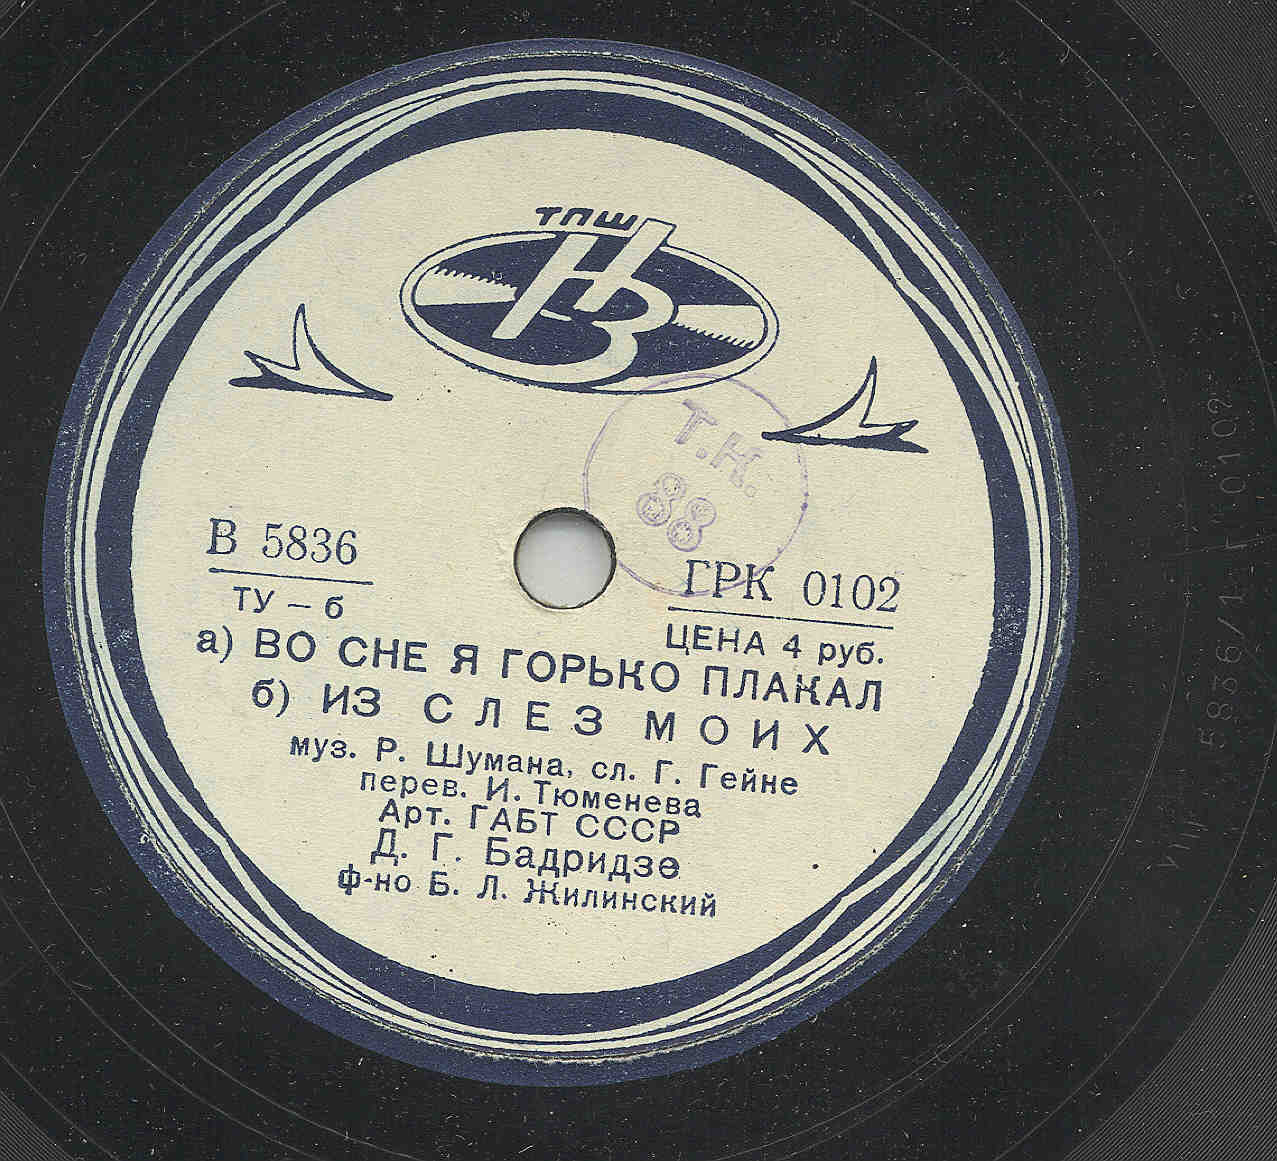 ТПШ
НЗ
Т.К.
88
В 5836
ТУ – б
ГРК 0102
ЦЕНА 4 руб.
а) ВО СНЕ Я ГОРЬКО ПЛАКАЛ
б) ИЗ СЛЕЗ МОИХ
муз. Р. Шумана, сл. Г. Гейне
перев. И. Тюменева
Арт. ГАБТ СССР
Д. Г. Бадридзе
ф-но Б. Л. Жилинский
5836/1 Г 0102